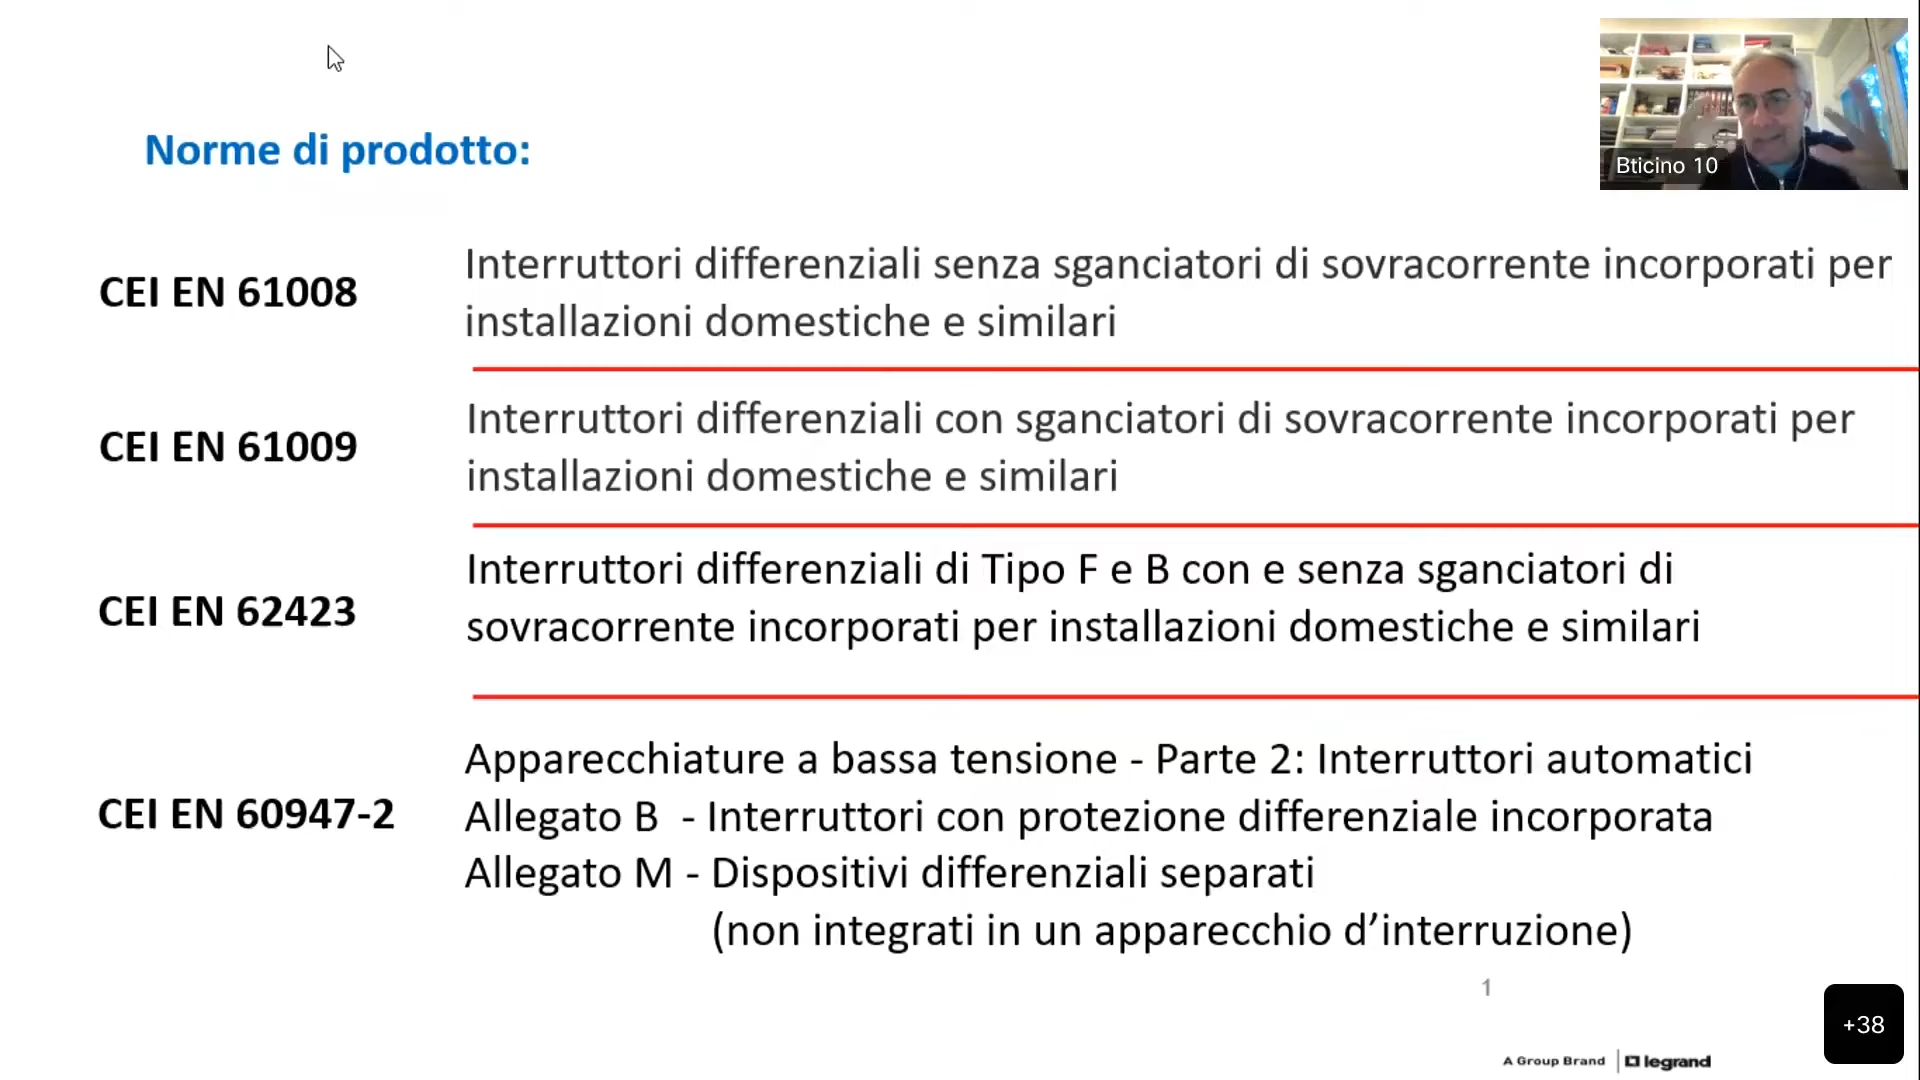 Norme di prodotto:
Bticino 10
CEI EN 61008
Interruttori differenziali senza sganciatori di sovracorrente incorporati per
installazioni domestiche e similari
CEI EN 61009
Interruttori differenziali con sganciatori di sovracorrente incorporati per
installazioni domestiche e similari
CEI EN 62423
Interruttori differenziali di Tipo F e B con e senza sganciatori di
sovracorrente incorporati per installazioni domestiche e similari
CEI EN 60947-2
Apparecchiature a bassa tensione - Parte 2: Interruttori automatici
Allegato B - Interruttori con protezione differenziale incorporata
Allegato M - Dispositivi differenziali separati
(non integrati in un apparecchio d’interruzione)
1
+38
A Group Brand legrand